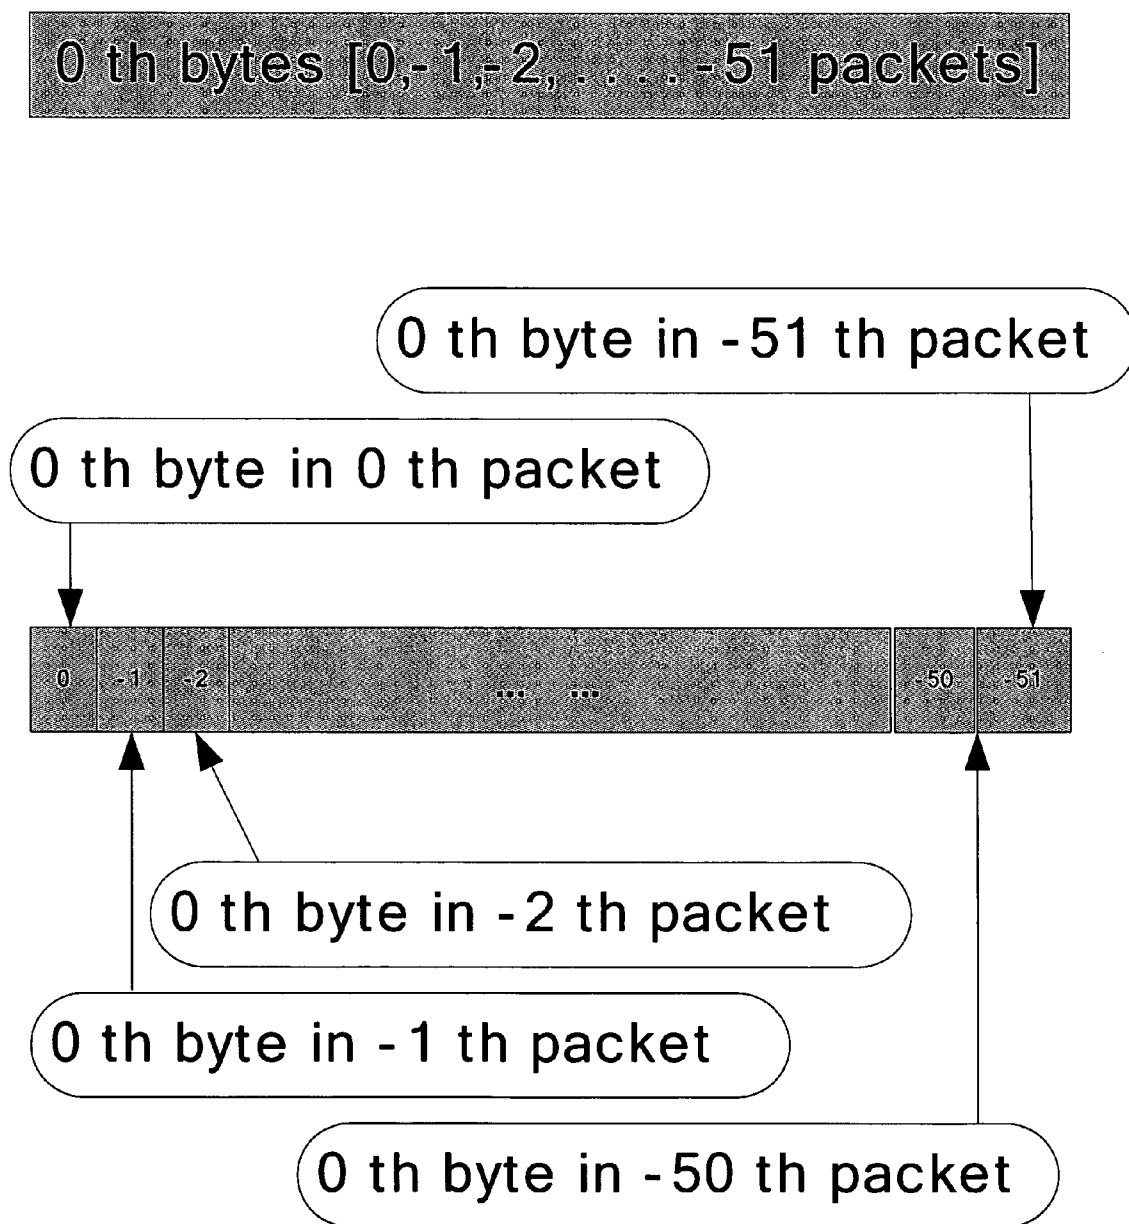 0 th bytes [0,-1,-2, . . . . -51 packets]
0 th byte in -51 th packet
0 th byte in 0 th packet
0 -1 -2 ... ... -50 -51
0 th byte in -2 th packet
0 th byte in -1 th packet
0 th byte in -50 th packet